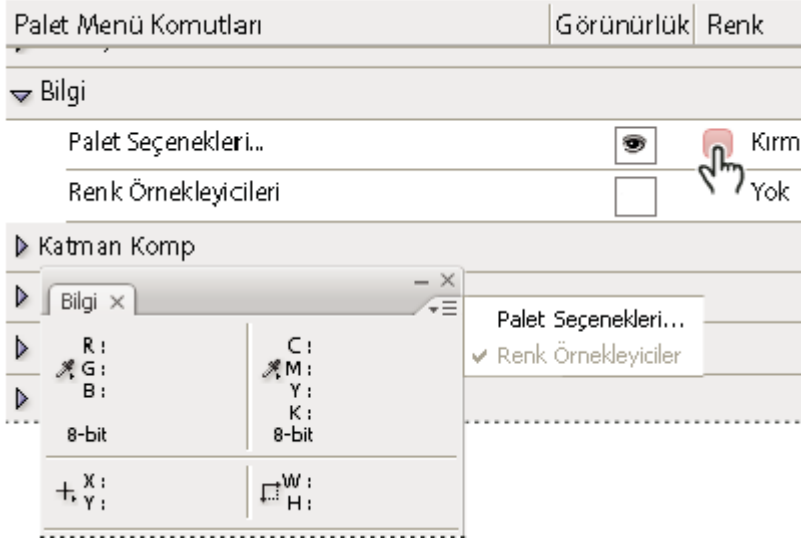 Palet Menü Komutları Görünürlük Renk
Bilgi
Palet Seçenekleri... Kırm
Renk Örnekleyicileri Yok
Katman Komp
Bilgi
Palet Seçenekleri...
Renk Örnekleyiciler
R: C:
G: M:
B: Y:
K:
8-bit 8-bit
X: W:
Y: H: